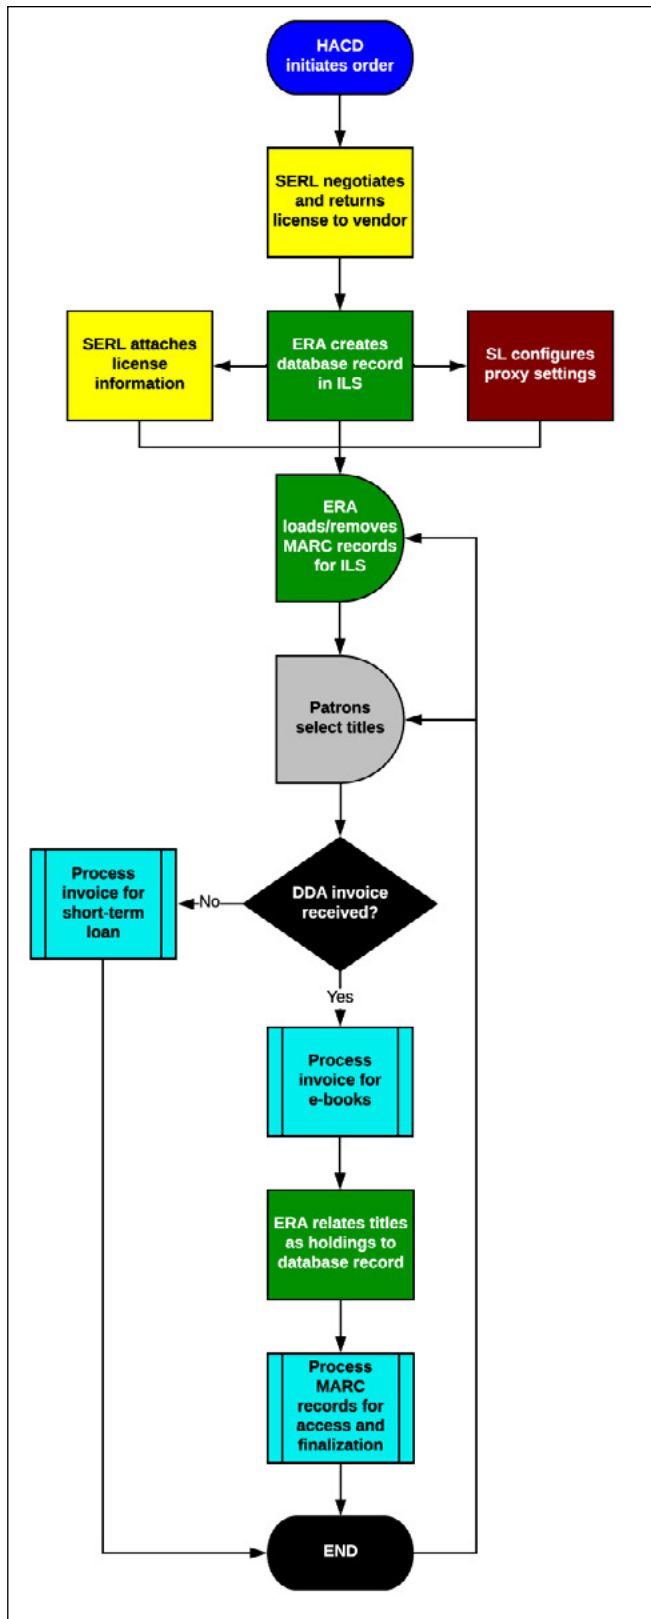 HACD
initiates order
SERL negotiates
and returns
license to vendor
SERL attaches
license
information
ERA creates
database record
in ILS
SL configures
proxy settings
ERA
loads/removes
MARC records
for ILS
Patrons
select titles
DDA invoice
received?
No
Process
invoice for
short-term
loan
Yes
Process
invoice for
e-books
ERA relates titles
as holdings to
database record
Process
MARC
records for
access and
finalization
END